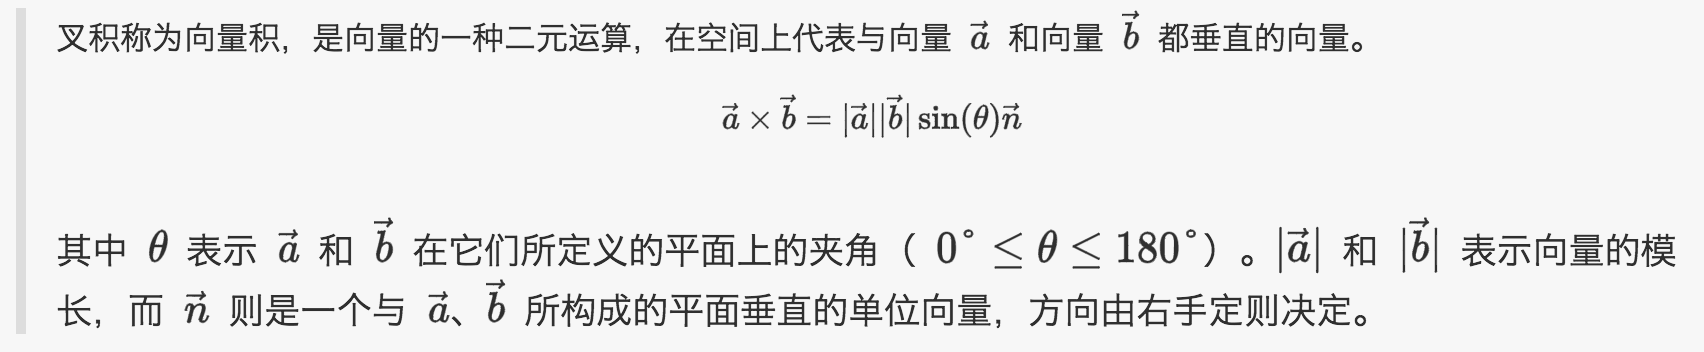 叉积称为向量积，是向量的一种二元运算，在空间上代表与向量 $\vec{a}$ 和向量 $\vec{b}$ 都垂直的向量。
$\vec{a} \times \vec{b} = |\vec{a}||\vec{b}| \sin(\theta)\vec{n}$
其中 $\theta$ 表示 $\vec{a}$ 和 $\vec{b}$ 在它们所定义的平面上的夹角（ $0^\circ \leq \theta \leq 180^\circ$）。$|\vec{a}|$ 和 $|\vec{b}|$ 表示向量的模
长，而 $\vec{n}$ 则是一个与 $\vec{a}$、$\vec{b}$ 所构成的平面垂直的单位向量，方向由右手定则决定。